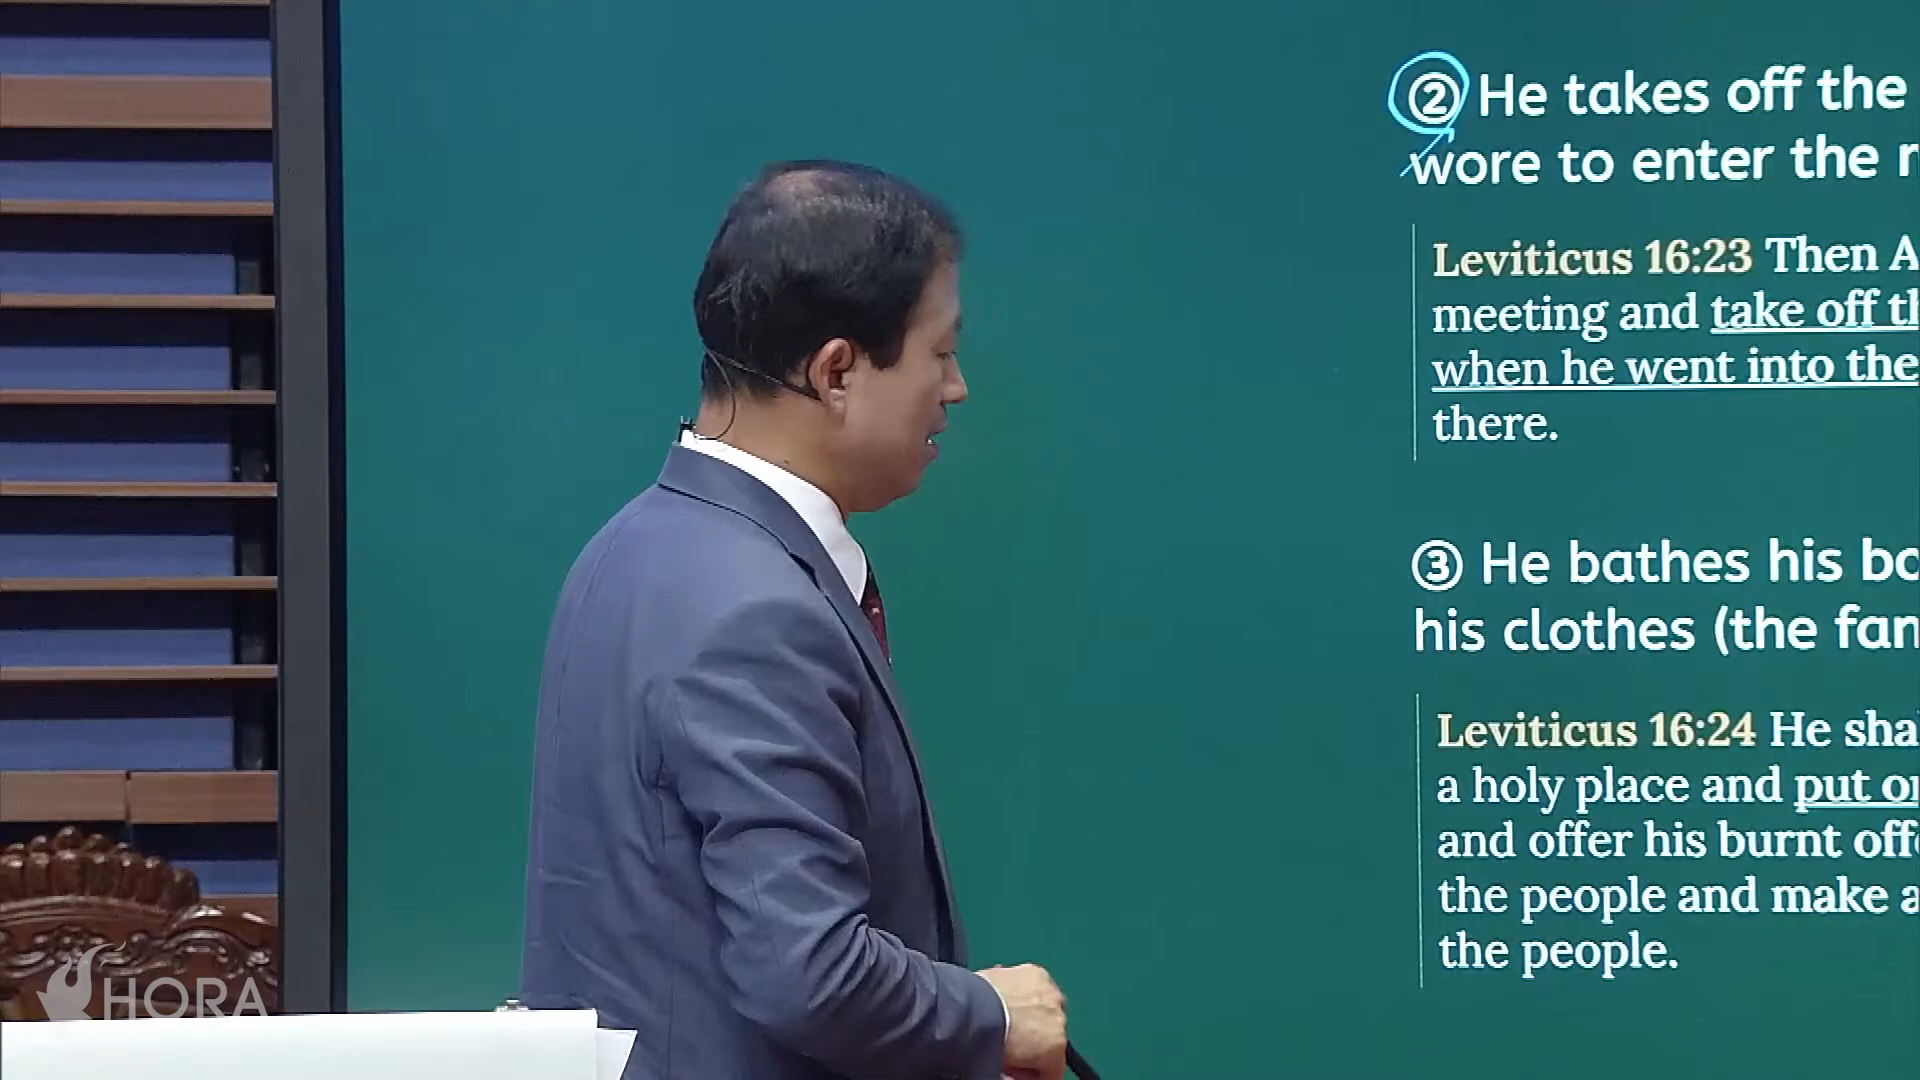 ② He takes off the
wore to enter the
Leviticus 16:23 Then
meeting and take off
when he went into the
there.
③ He bathes his
his clothes (the
Leviticus 16:24 He
a holy place and put
and offer his burnt
the people and make
the people.
HORA